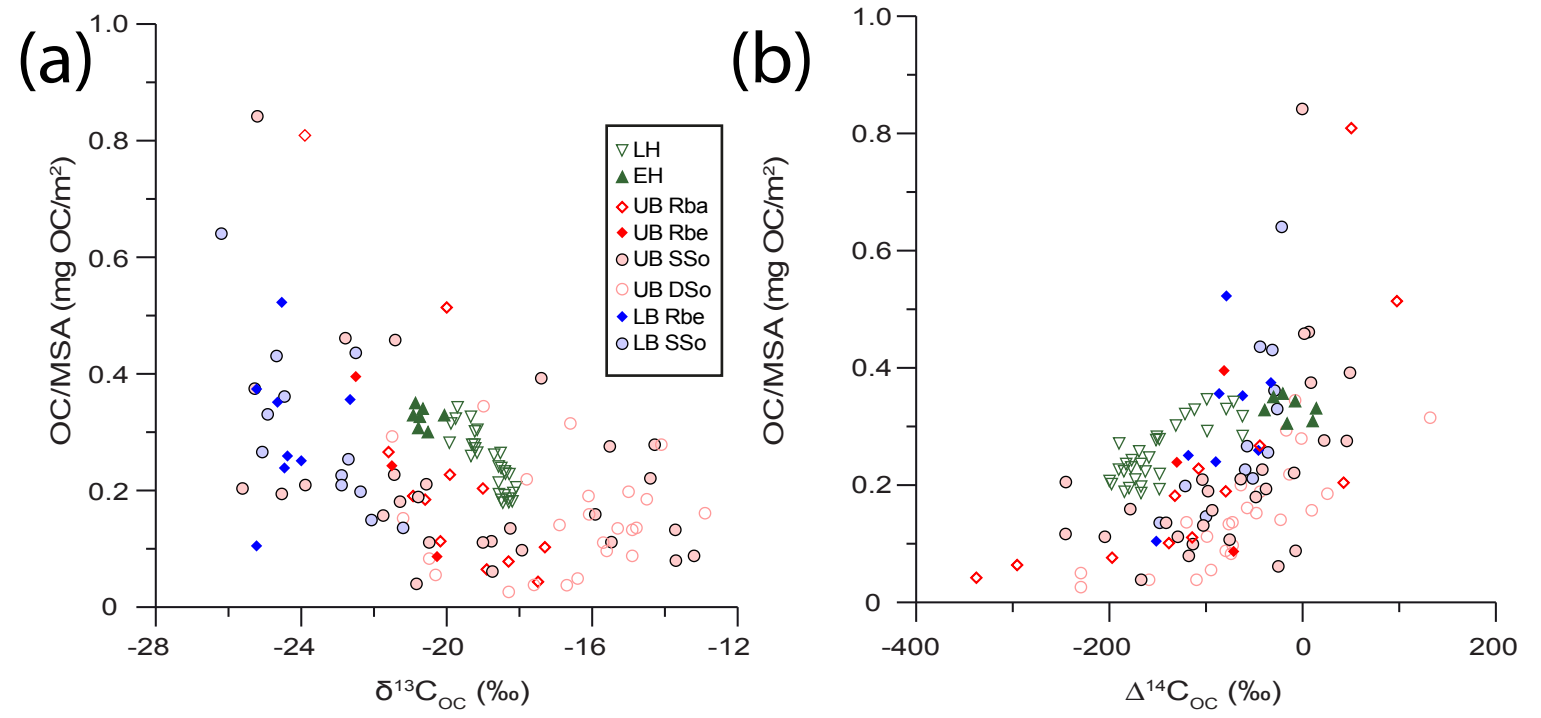 (a)
1.0
0.8
0.6
0.4
0.2
0
OC/MSA (mg OC/m²)
-28 -24 -20 -16 -12
δ¹³C_OC (‰)
LH
EH
UB Rba
UB Rbe
UB SSo
UB DSo
LB Rbe
LB SSo
(b)
1.0
0.8
0.6
0.4
0.2
0
OC/MSA (mg OC/m²)
-400 -200 0 200
Δ¹⁴C_OC (‰)